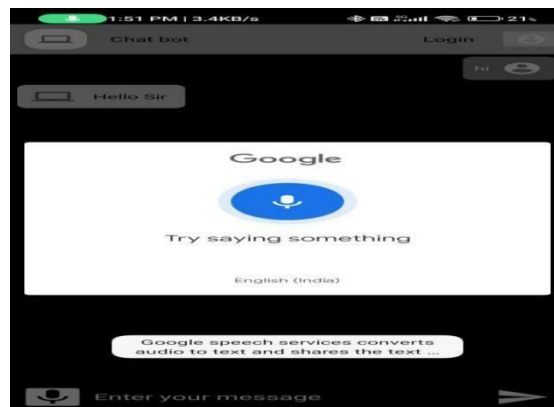 1:51 PM | 3.4KB/s 21%
Chat bot Login
hi
Hello Sir
Google
Try saying something
English (India)
Google speech services converts
audio to text and shares the text ...
Enter your message